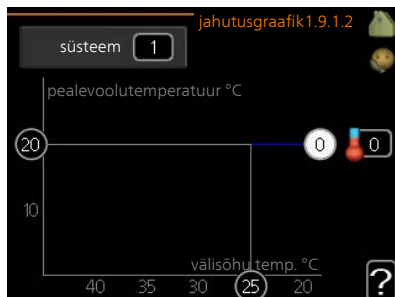 jahutusgraafik1.9.1.2
süsteem 1
pealevoolutemperatuur °C
20 0 0
10
välisõhu temp. °C
40 35 30 25 20
?